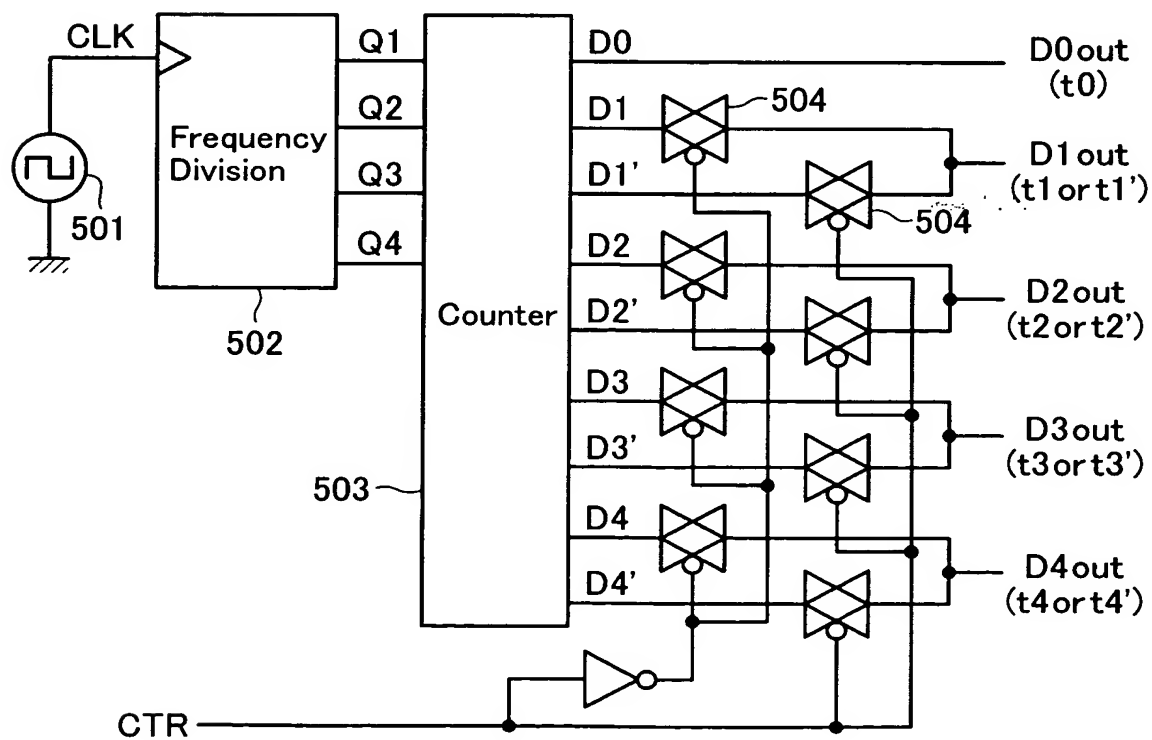 CLK
Q1
D0
D0out
(t0)
Frequency
Division
Q2
D1
504
D1out
(t1ort1')
501
Q3
D1'
504
Q4
D2
D2out
(t2ort2')
502
Counter
D2'
D3
D3out
(t3ort3')
503
D3'
D4
D4out
(t4ort4')
D4'
CTR